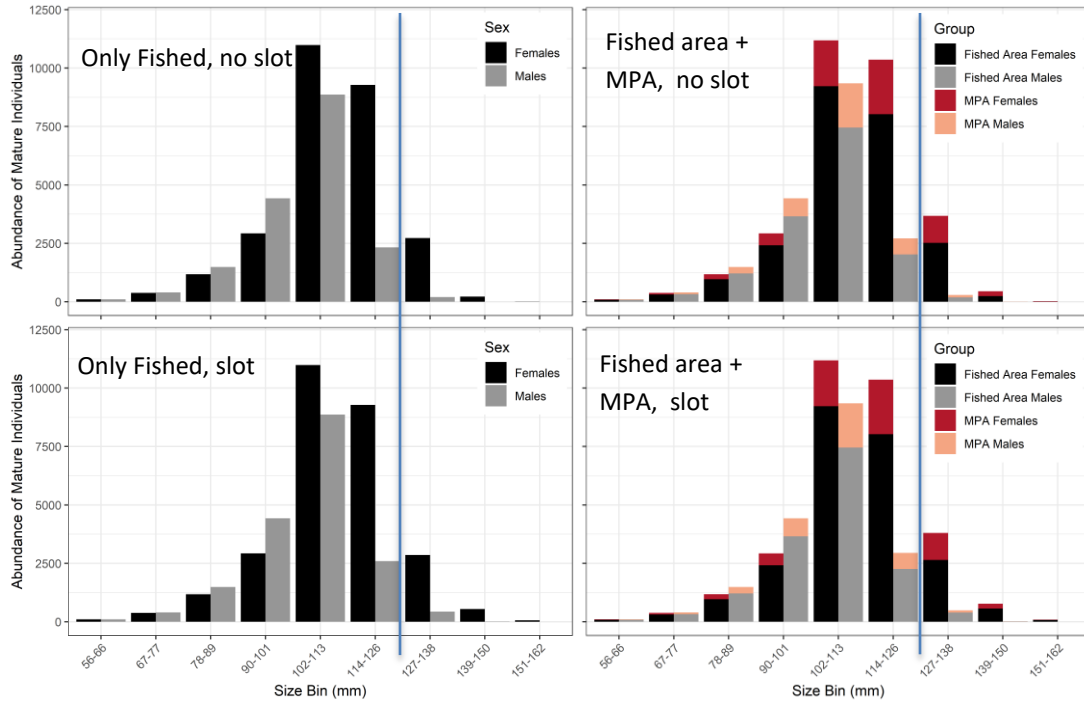 Only Fished, no slot
Sex
Females
Males
12500
10000
7500
5000
2500
0
Abundance of Mature Individuals
Fished area +
MPA, no slot
Group
Fished Area Females
Fished Area Males
MPA Females
MPA Males
Only Fished, slot
Sex
Females
Males
12500
10000
7500
5000
2500
0
Abundance of Mature Individuals
56-66
67-77
78-89
90-101
102-113
114-126
127-138
139-150
151-162
Size Bin (mm)
Fished area +
MPA, slot
Group
Fished Area Females
Fished Area Males
MPA Females
MPA Males
56-66
67-77
78-89
90-101
102-113
114-126
127-138
139-150
151-162
Size Bin (mm)